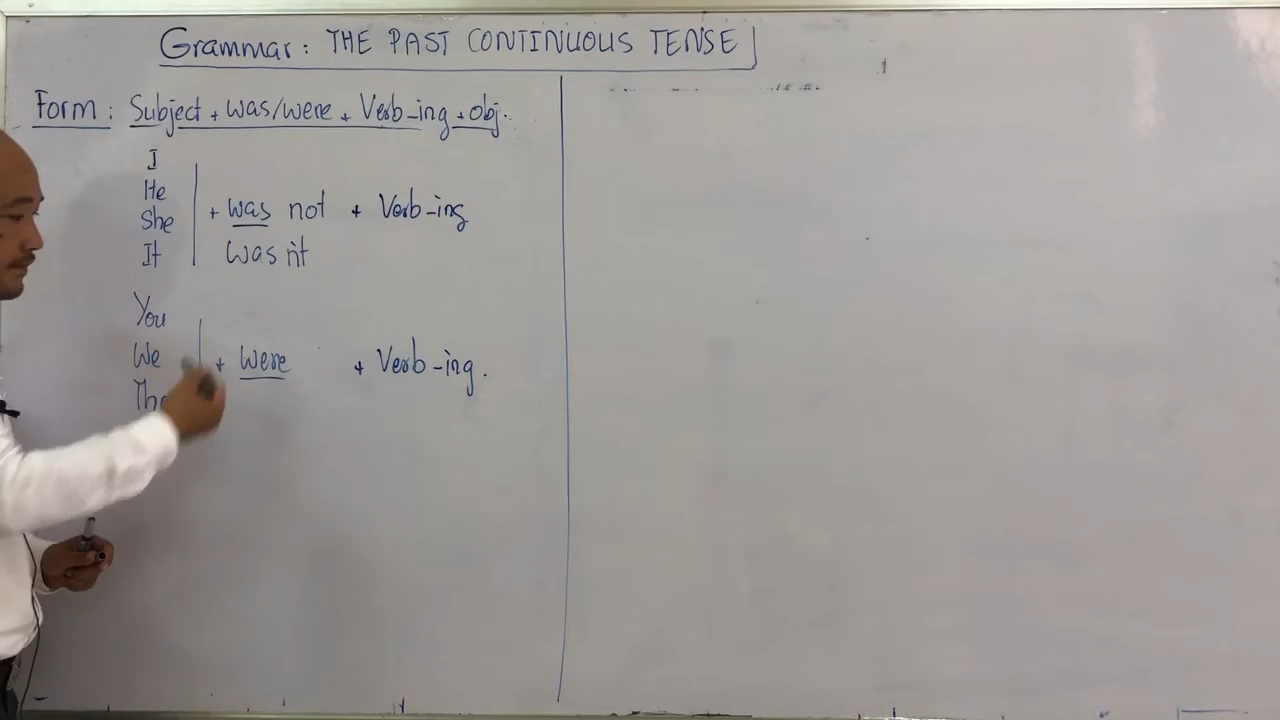 Grammar: THE PAST CONTINUOUS TENSE
Form: Subject + was/were + Verb-ing + obj.
I
He
She
It
+ was not + Verb-ing
wasn't
You
We
+ were + Verb-ing.